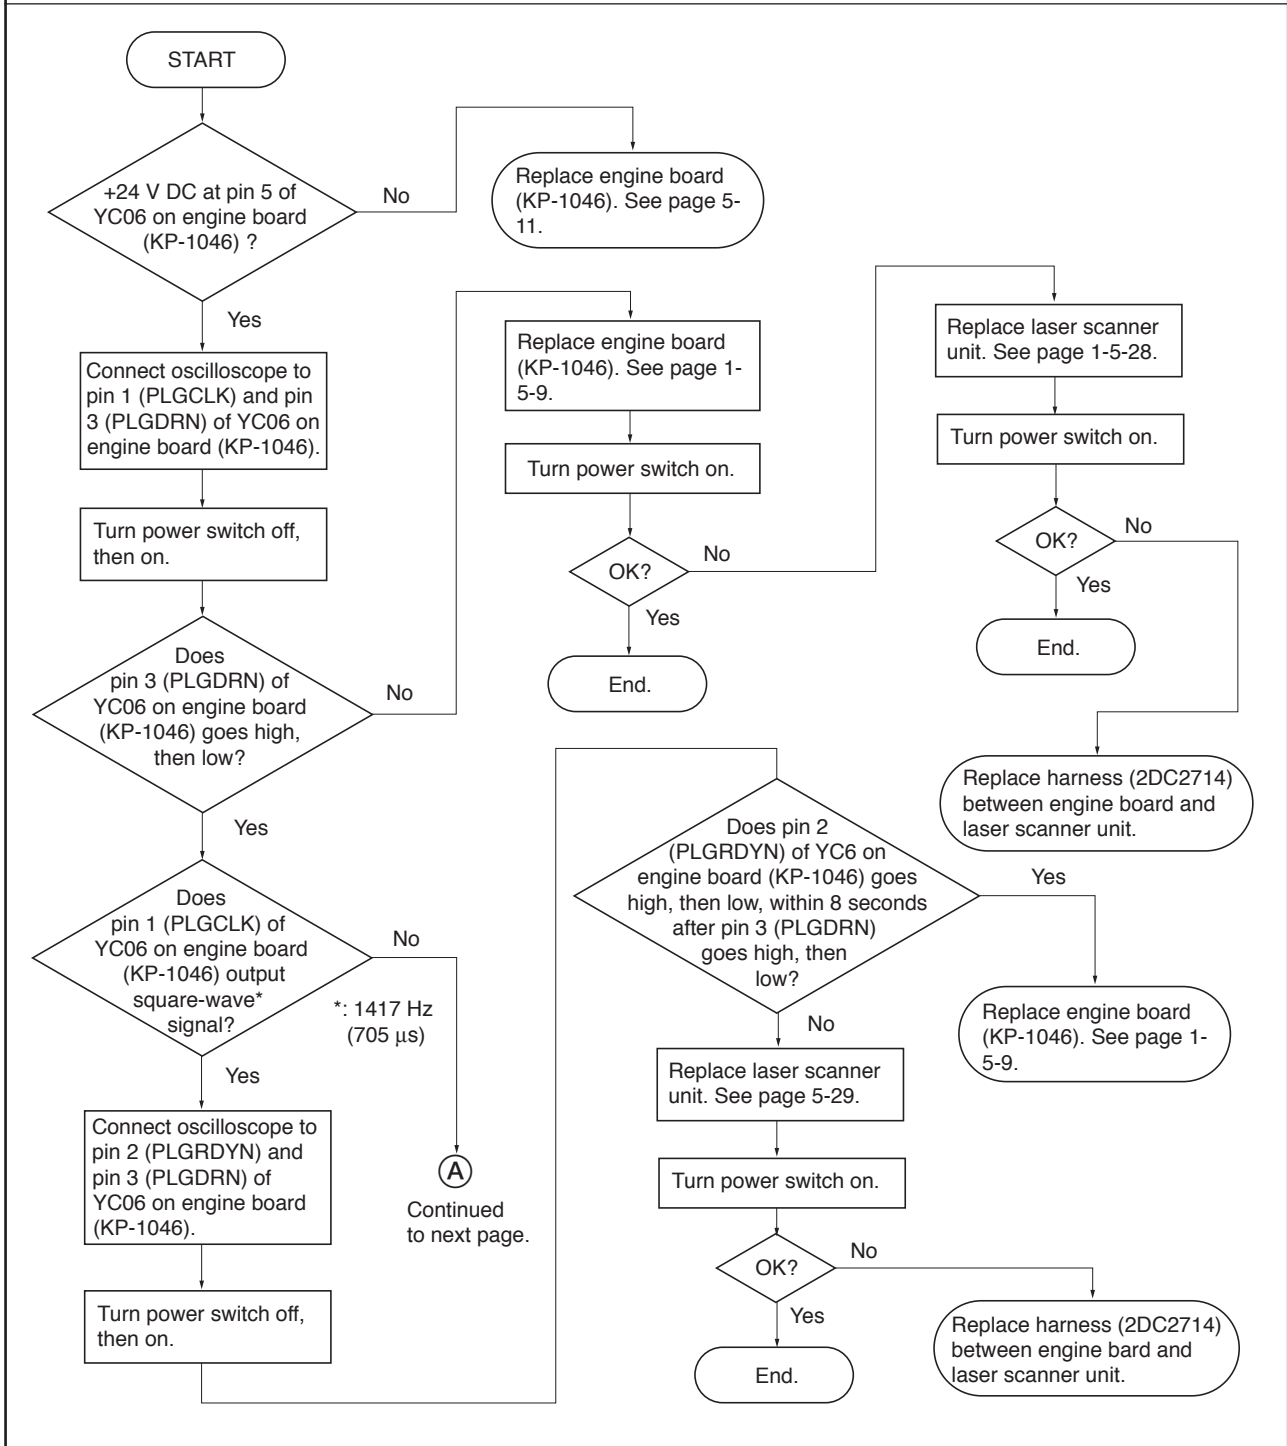 START
+24 V DC at pin 5 of
YC06 on engine board
(KP-1046) ?
No
Replace engine board
(KP-1046). See page 5-
11.
Yes
Connect oscilloscope to
pin 1 (PLGCLK) and pin
3 (PLGDRN) of YC06 on
engine board (KP-1046).
Turn power switch off,
then on.
Does
pin 3 (PLGDRN) of
YC06 on engine board
(KP-1046) goes high,
then low?
No
Replace engine board
(KP-1046). See page 1-
5-9.
Turn power switch on.
OK?
No
Yes
End.
Replace laser scanner
unit. See page 1-5-28.
Turn power switch on.
OK?
No
Yes
End.
Replace harness (2DC2714)
between engine board and
laser scanner unit.
Yes
Does
pin 1 (PLGCLK) of
YC06 on engine board
(KP-1046) output
square-wave*
signal?
No
*: 1417 Hz
(705 µs)
A
Continued
to next page.
Yes
Connect oscilloscope to
pin 2 (PLGRDYN) and
pin 3 (PLGDRN) of
YC06 on engine board
(KP-1046).
Turn power switch off,
then on.
Does pin 2
(PLGRDYN) of YC6 on
engine board (KP-1046) goes
high, then low, within 8 seconds
after pin 3 (PLGDRN)
goes high, then
low?
Yes
Replace engine board
(KP-1046). See page 1-
5-9.
No
Replace laser scanner
unit. See page 5-29.
Turn power switch on.
OK?
No
Yes
End.
Replace harness (2DC2714)
between engine bard and
laser scanner unit.